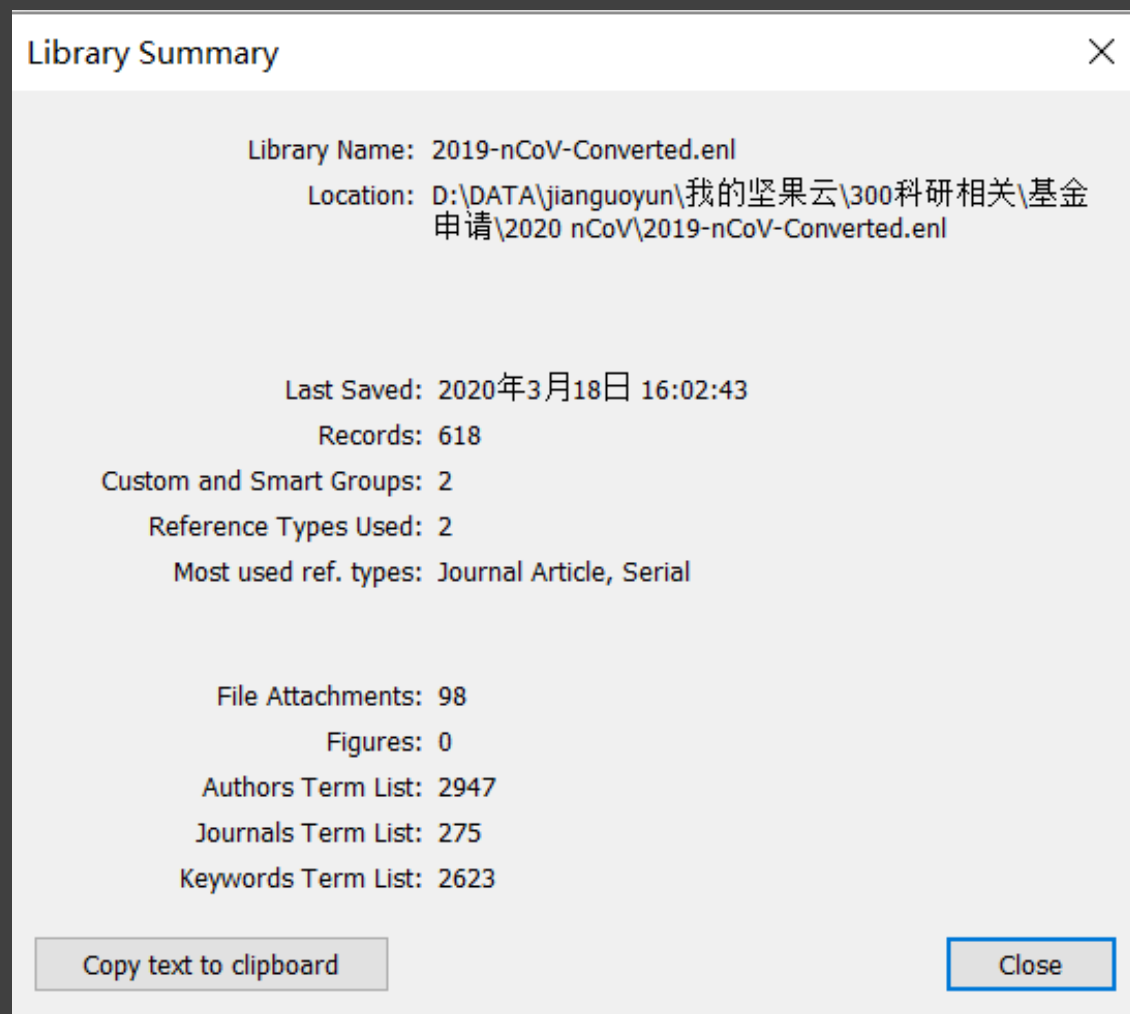 Library Summary
Library Name: 2019-nCoV-Converted.enl
Location: D:\DATA\jianguoyun\我的坚果云\300科研相关\基金
申请\2020 nCoV\2019-nCoV-Converted.enl
Last Saved: 2020年3月18日 16:02:43
Records: 618
Custom and Smart Groups: 2
Reference Types Used: 2
Most used ref. types: Journal Article, Serial
File Attachments: 98
Figures: 0
Authors Term List: 2947
Journals Term List: 275
Keywords Term List: 2623
Copy text to clipboard Close